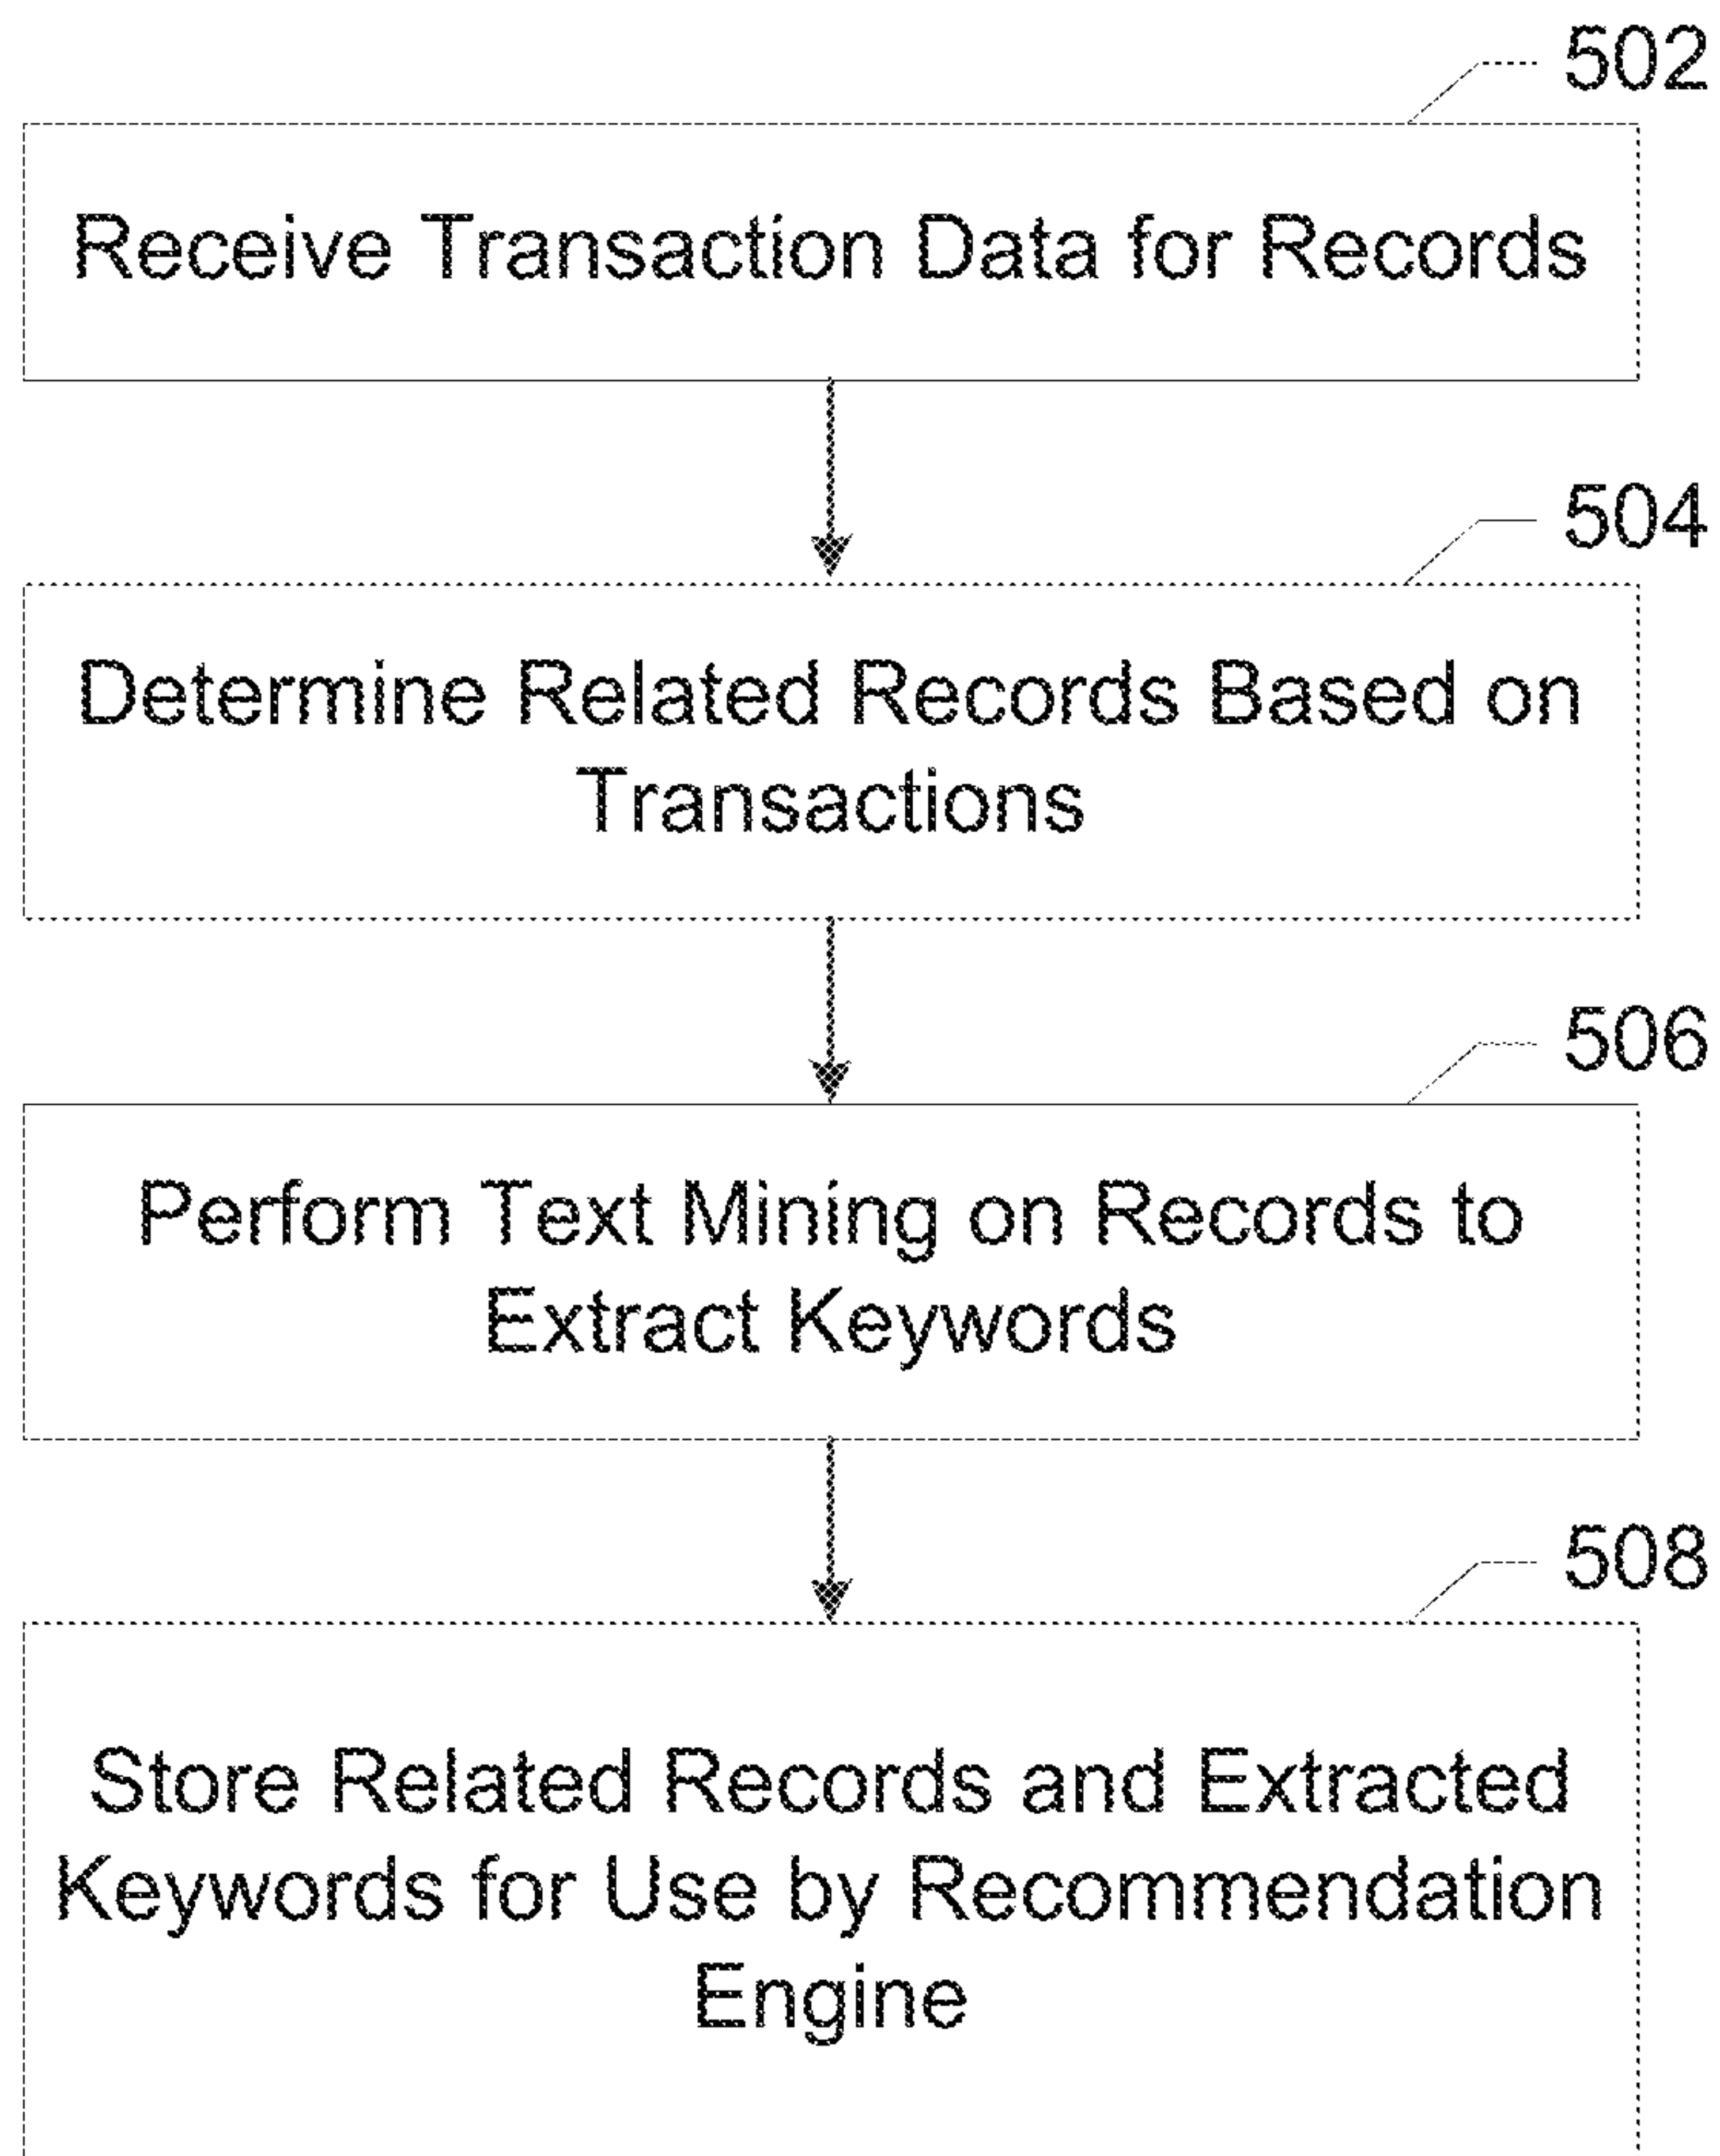 502
Receive Transaction Data for Records
504
Determine Related Records Based on
Transactions
506
Perform Text Mining on Records to
Extract Keywords
508
Store Related Records and Extracted
Keywords for Use by Recommendation
Engine